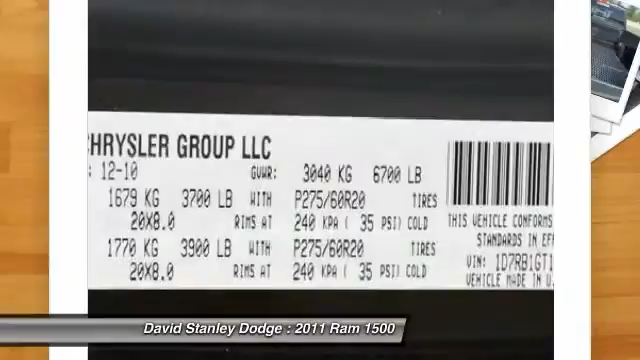 CHRYSLER GROUP LLC
: 12-10 GVWR: 3040 KG 6700 LB
1679 KG 3700 LB WITH P275/60R20 TIRES
20X8.0 RIMS AT 240 KPA ( 35 PSI) COLD
1770 KG 3900 LB WITH P275/60R20 TIRES
20X8.0 RIMS AT 240 KPA ( 35 PSI) COLD
THIS VEHICLE CONFORMS
STANDARDS IN EFF
VIN: 1D7RB1GT1
VEHICLE MADE IN U.
David Stanley Dodge : 2011 Ram 1500